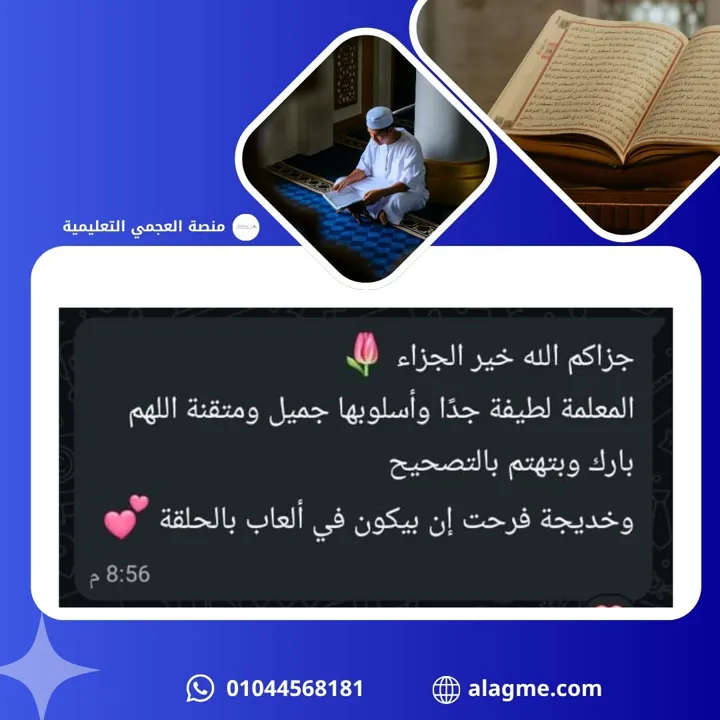 منصة العجمي التعليمية
جزاكم الله خير الجزاء 🌷
المعلمة لطيفة جدًا وأسلوبها جميل ومتقنة اللهم
بارك وبتهتم بالتصحيح
وخديجة فرحت إن بيكون في ألعاب بالحلقة 💕
8:56 م
01044568181
alagme.com